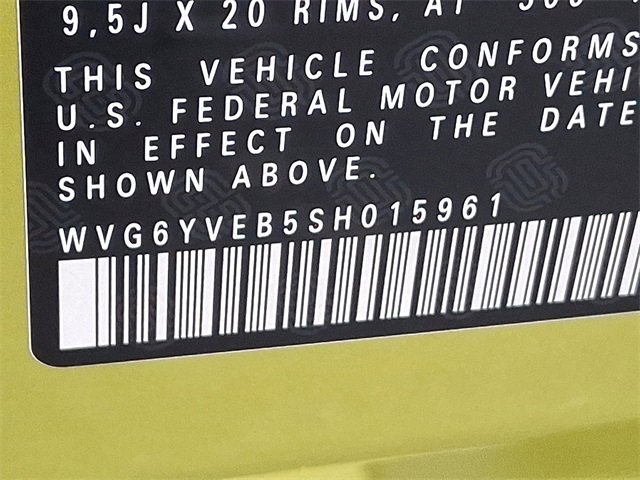 9,5J X 20 RIMS, AT
THIS VEHICLE CONFORMS
U.S. FEDERAL MOTOR VEHI
IN EFFECT ON THE DATE
SHOWN ABOVE.
WVG6YVEB5SH015961